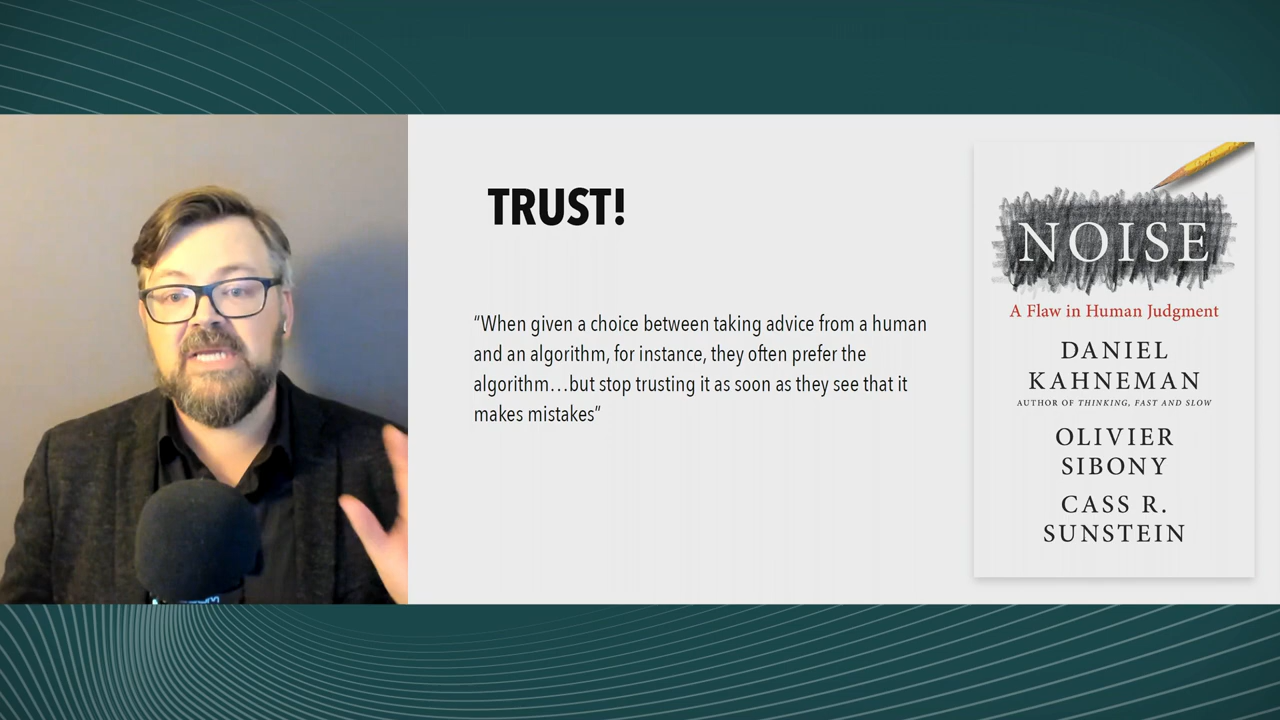 TRUST!
“When given a choice between taking advice from a human
and an algorithm, for instance, they often prefer the
algorithm…but stop trusting it as soon as they see that it
makes mistakes”
NOISE
A Flaw in Human Judgment
DANIEL
KAHNEMAN
AUTHOR OF THINKING, FAST AND SLOW
OLIVIER
SIBONY
CASS R.
SUNSTEIN